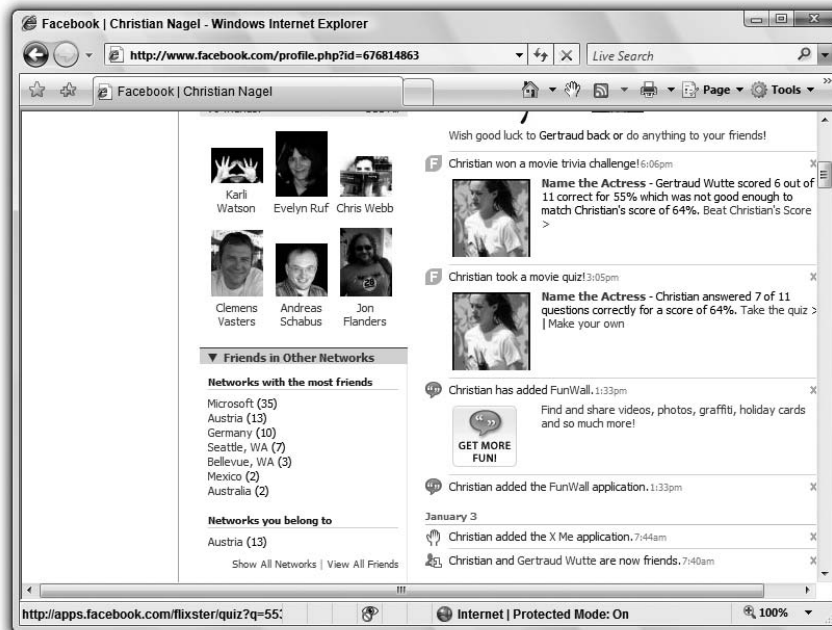 Facebook | Christian Nagel - Windows Internet Explorer
http://www.facebook.com/profile.php?id=676814863
Live Search
Facebook | Christian Nagel
Page
Tools
Karli
Watson
Evelyn Ruf
Chris Webb
Clemens
Vasters
Andreas
Schabus
Jon
Flanders
▼ Friends in Other Networks
Networks with the most friends
Microsoft (35)
Austria (13)
Germany (10)
Seattle, WA (7)
Bellevue, WA (3)
Mexico (2)
Australia (2)
Networks you belong to
Austria (13)
Show All Networks | View All Friends
Wish good luck to Gertraud back or do anything to your friends!
Christian won a movie trivia challenge! 6:06pm
Name the Actress - Gertraud Wutte scored 6 out of
11 correct for 55% which was not good enough to
match Christian's score of 64%. Beat Christian's Score
>
Christian took a movie quiz! 3:05pm
Name the Actress - Christian answered 7 of 11
questions correctly for a score of 64%. Take the quiz >
| Make your own
Christian has added FunWall. 1:33pm
GET MORE
FUN!
Find and share videos, photos, graffiti, holiday cards
and so much more!
Christian added the FunWall application. 1:33pm
January 3
Christian added the X Me application. 7:44am
Christian and Gertraud Wutte are now friends. 7:40am
http://apps.facebook.com/flixster/quiz?q=55
Internet | Protected Mode: On
100%